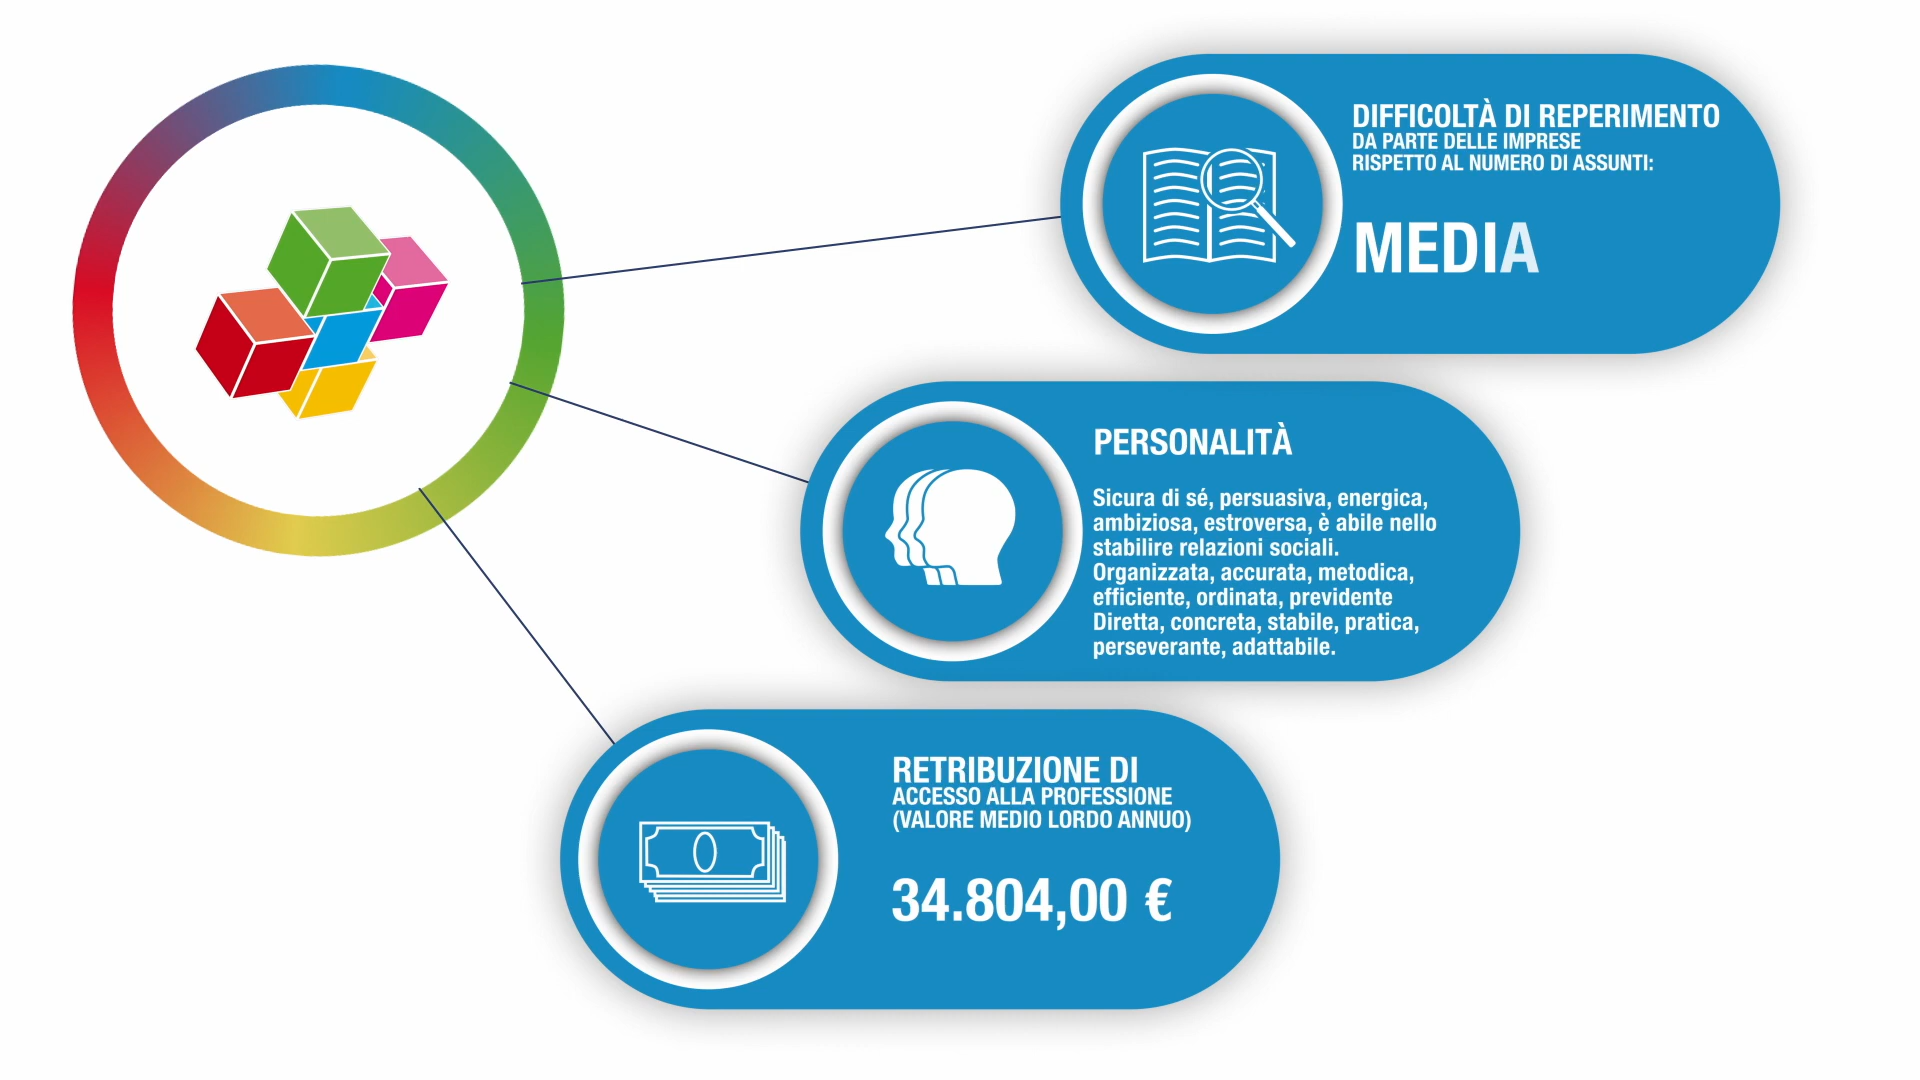 DIFFICOLTÀ DI REPERIMENTO
DA PARTE DELLE IMPRESE
RISPETTO AL NUMERO DI ASSUNTI:
MEDIA
PERSONALITÀ
Sicura di sé, persuasiva, energica,
ambiziosa, estroversa, è abile nello
stabilire relazioni sociali.
Organizzata, accurata, metodica,
efficiente, ordinata, previdente
Diretta, concreta, stabile, pratica,
perseverante, adattabile.
RETRIBUZIONE DI
ACCESSO ALLA PROFESSIONE
(VALORE MEDIO LORDO ANNUO)
34.804,00 €